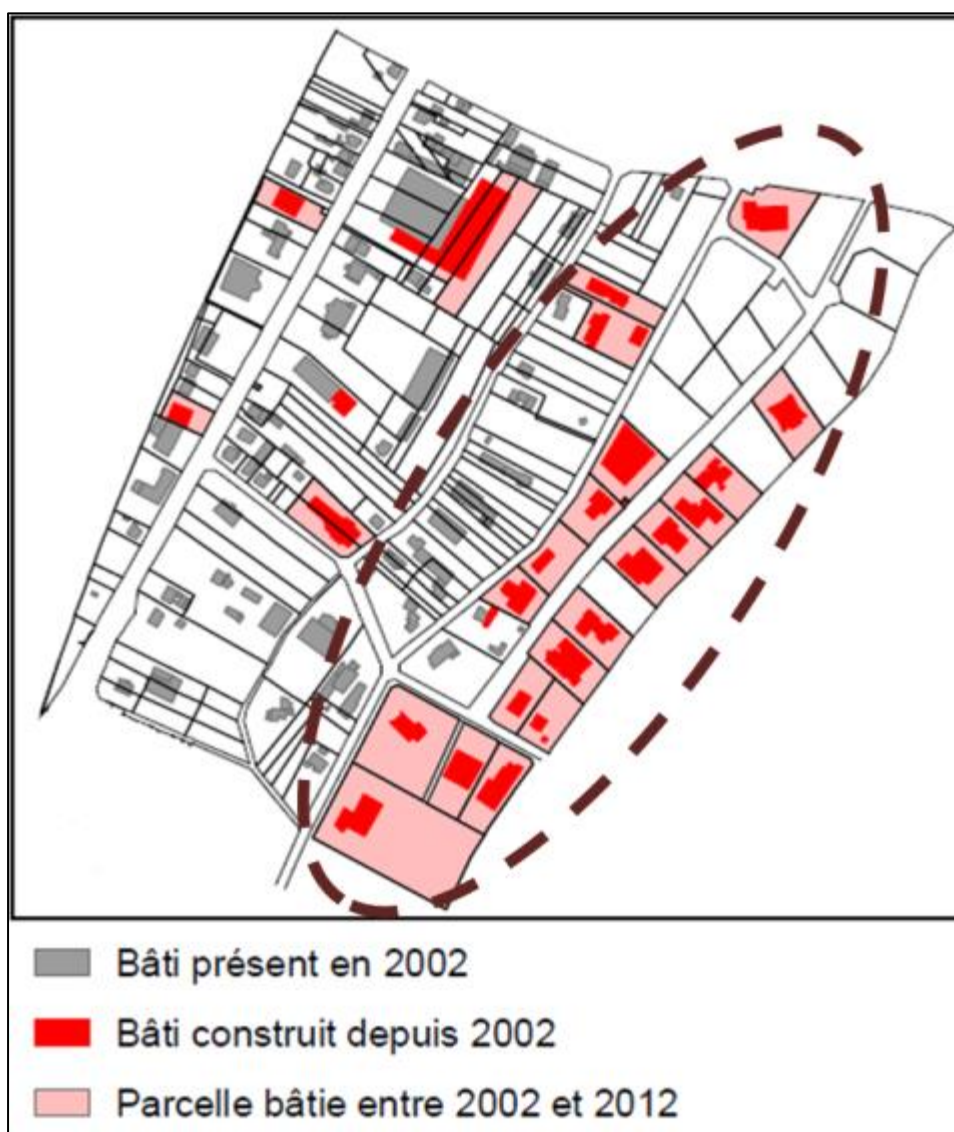 Bâti présent en 2002
Bâti construit depuis 2002
Parcelle bâtie entre 2002 et 2012